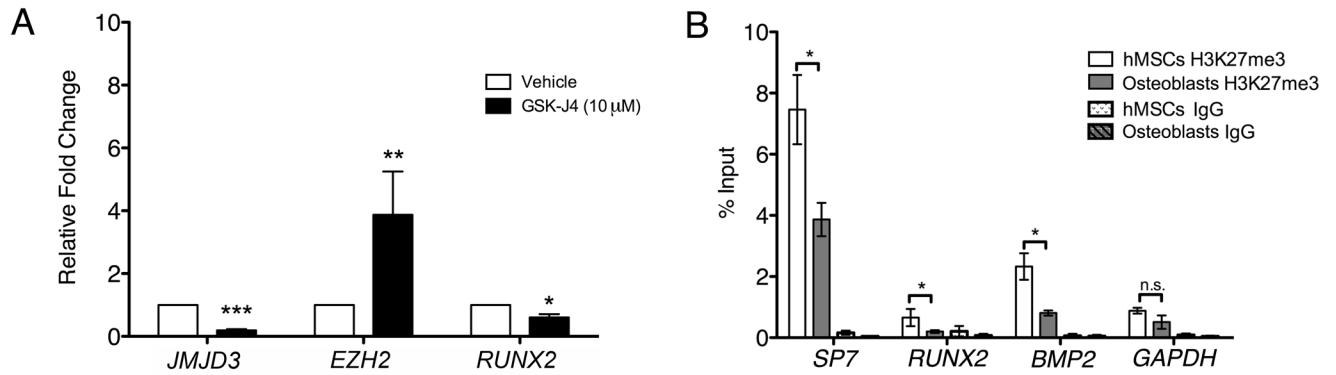 A
Relative Fold Change
10
8
6
4
2
0
Vehicle
GSK-J4 (10 μM)
***
**
*
JMJD3
EZH2
RUNX2
B
% Input
10
8
6
4
2
0
hMSCs H3K27me3
Osteoblasts H3K27me3
hMSCs IgG
Osteoblasts IgG
*
*
*
n.s.
SP7
RUNX2
BMP2
GAPDH